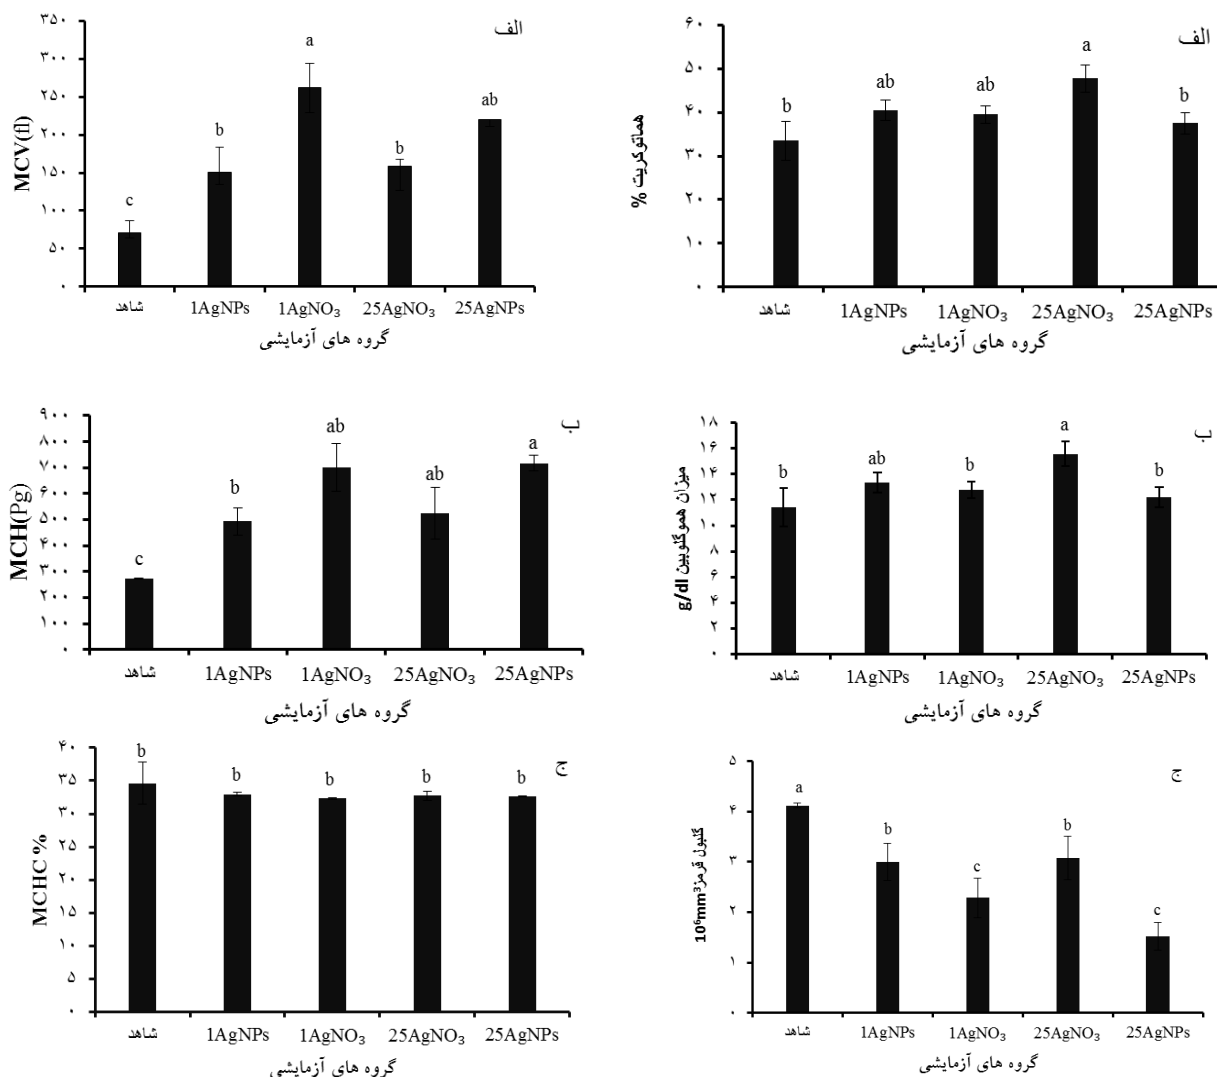 الف
MCV(fl)
۳۵۰
۳۰۰
۲۵۰
۲۰۰
۱۵۰
۱۰۰
۵۰
۰
c
b
a
b
ab
شاهد
1AgNPs
1AgNO₃
25AgNO₃
25AgNPs
گروه های آزمایشی
الف
هماتوکریت %
۶۰
۵۰
۴۰
۳۰
۲۰
۱۰
۰
b
ab
ab
a
b
شاهد
1AgNPs
1AgNO₃
25AgNO₃
25AgNPs
گروه های آزمایشی
ب
MCH(Pg)
۹۰۰
۸۰۰
۷۰۰
۶۰۰
۵۰۰
۴۰۰
۳۰۰
۲۰۰
۱۰۰
۰
c
b
ab
ab
a
شاهد
1AgNPs
1AgNO₃
25AgNO₃
25AgNPs
گروه های آزمایشی
ب
میزان هموگلوبین g/dl
۱۸
۱۶
۱۴
۱۲
۱۰
۸
۶
۴
۲
۰
b
ab
b
a
b
شاهد
1AgNPs
1AgNO₃
25AgNO₃
25AgNPs
گروه های آزمایشی
ج
MCHC %
۴۰
۳۵
۳۰
۲۵
۲۰
۱۵
۱۰
۵
۰
b
b
b
b
b
شاهد
1AgNPs
1AgNO₃
25AgNO₃
25AgNPs
گروه های آزمایشی
ج
گلبول قرمز 10⁶mm³
۵
۴
۳
۲
۱
۰
a
b
c
b
c
شاهد
1AgNPs
1AgNO₃
25AgNO₃
25AgNPs
گروه های آزمایشی